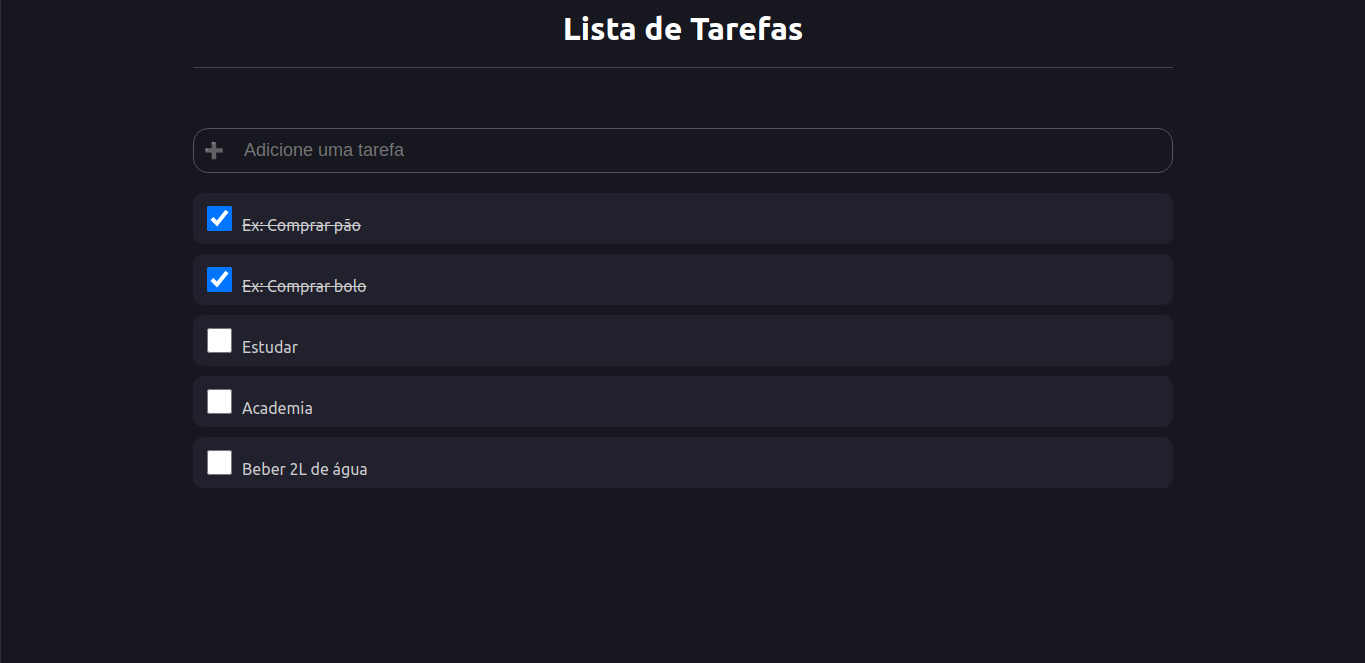 Lista de Tarefas
Adicione uma tarefa
Ex: Comprar pão
Ex: Comprar bolo
Estudar
Academia
Beber 2L de água